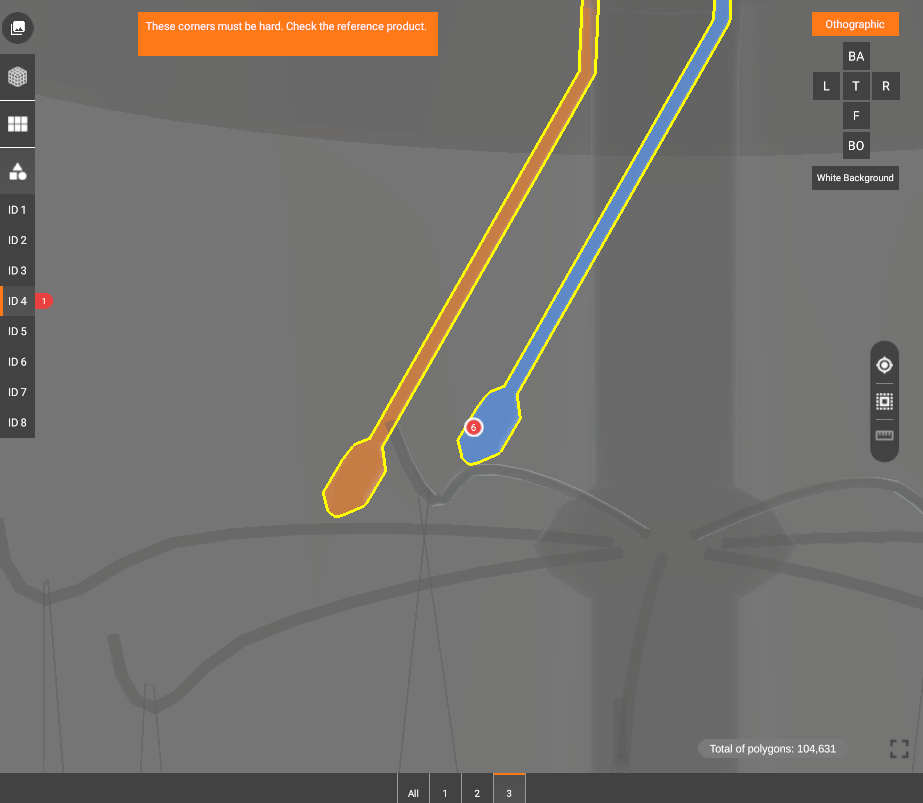 These corners must be hard. Check the reference product.
Othographic
BA
L T R
F
BO
White Background
ID 1
ID 2
ID 3
ID 4
1
ID 5
ID 6
ID 7
ID 8
6
Total of polygons: 104,631
All 1 2 3